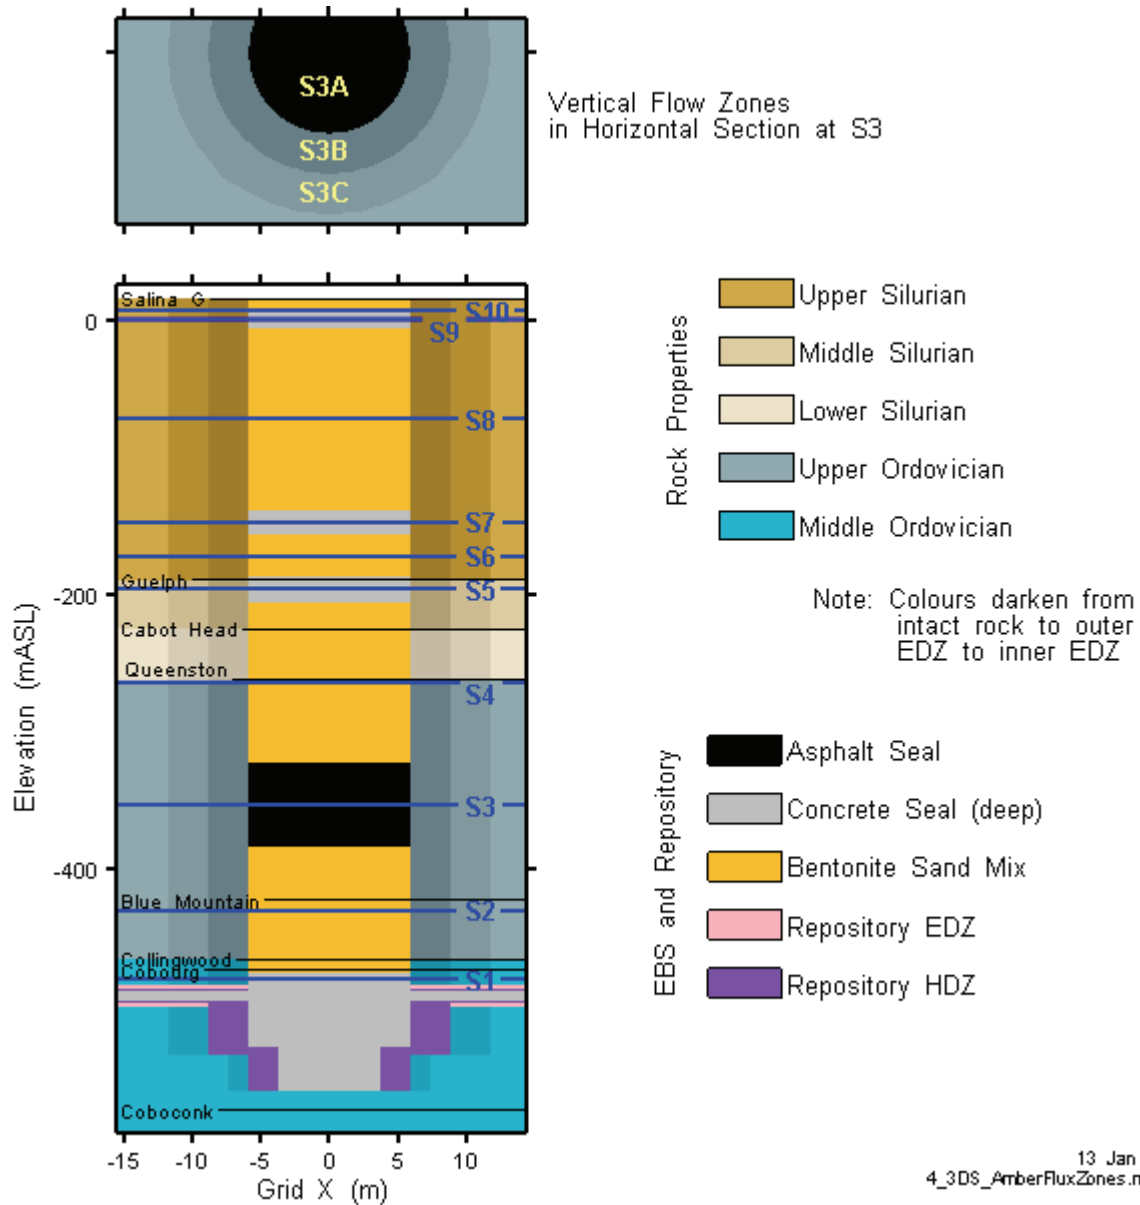 S3A
S3B
S3C
Vertical Flow Zones
in Horizontal Section at S3
Salina G
S10
0
S9
S8
S7
S6
Guelph
S5
-200
Cabot Head
Queenston
S4
S3
-400
Blue Mountain
S2
Collingwood
S1
Coboconk
Elevation (mASL)
-15 -10 -5 0 5 10
Grid X (m)
Rock Properties
Upper Silurian
Middle Silurian
Lower Silurian
Upper Ordovician
Middle Ordovician
Note: Colours darken from
intact rock to outer
EDZ to inner EDZ
EBS and Repository
Asphalt Seal
Concrete Seal (deep)
Bentonite Sand Mix
Repository EDZ
Repository HDZ
13 Jan
4_3DS_AmberFluxZones.n